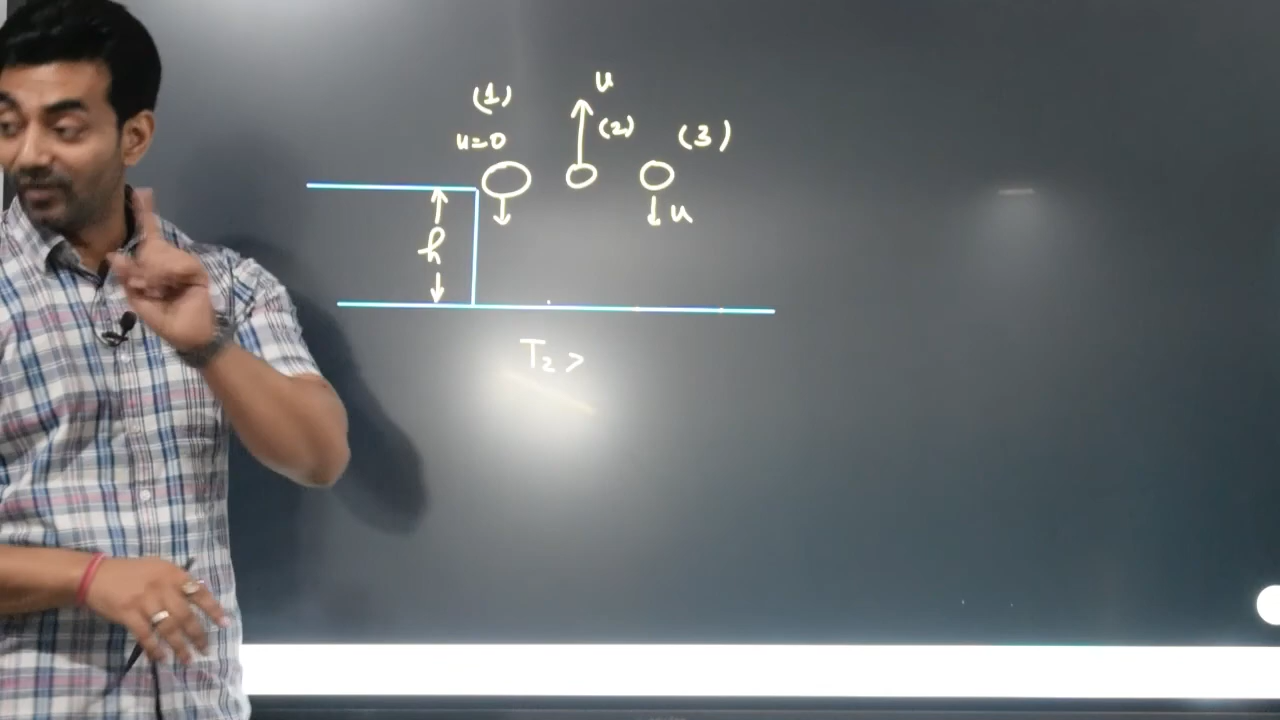 u
(1)
(2)
(3)
u=0
u
h
T₂ >